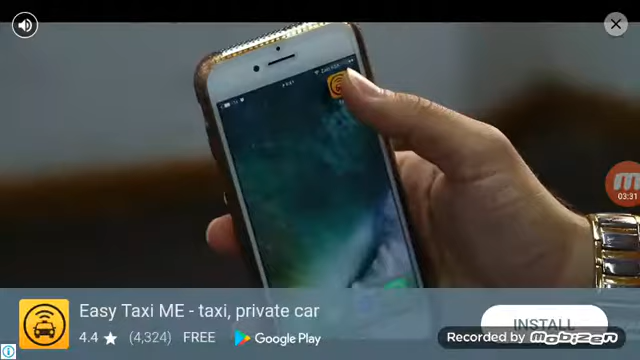 03:31
Easy Taxi ME - taxi, private car
4.4 ★ (4,324) FREE Google Play
INSTALL
Recorded by mobizen